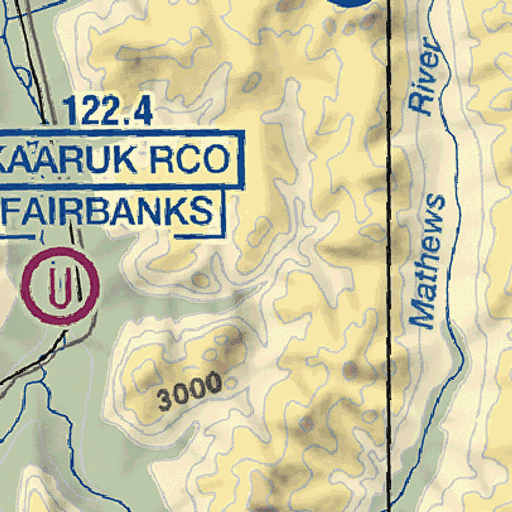 122.4
KAARUK RCO
FAIRBANKS
U
3000
Mathews River